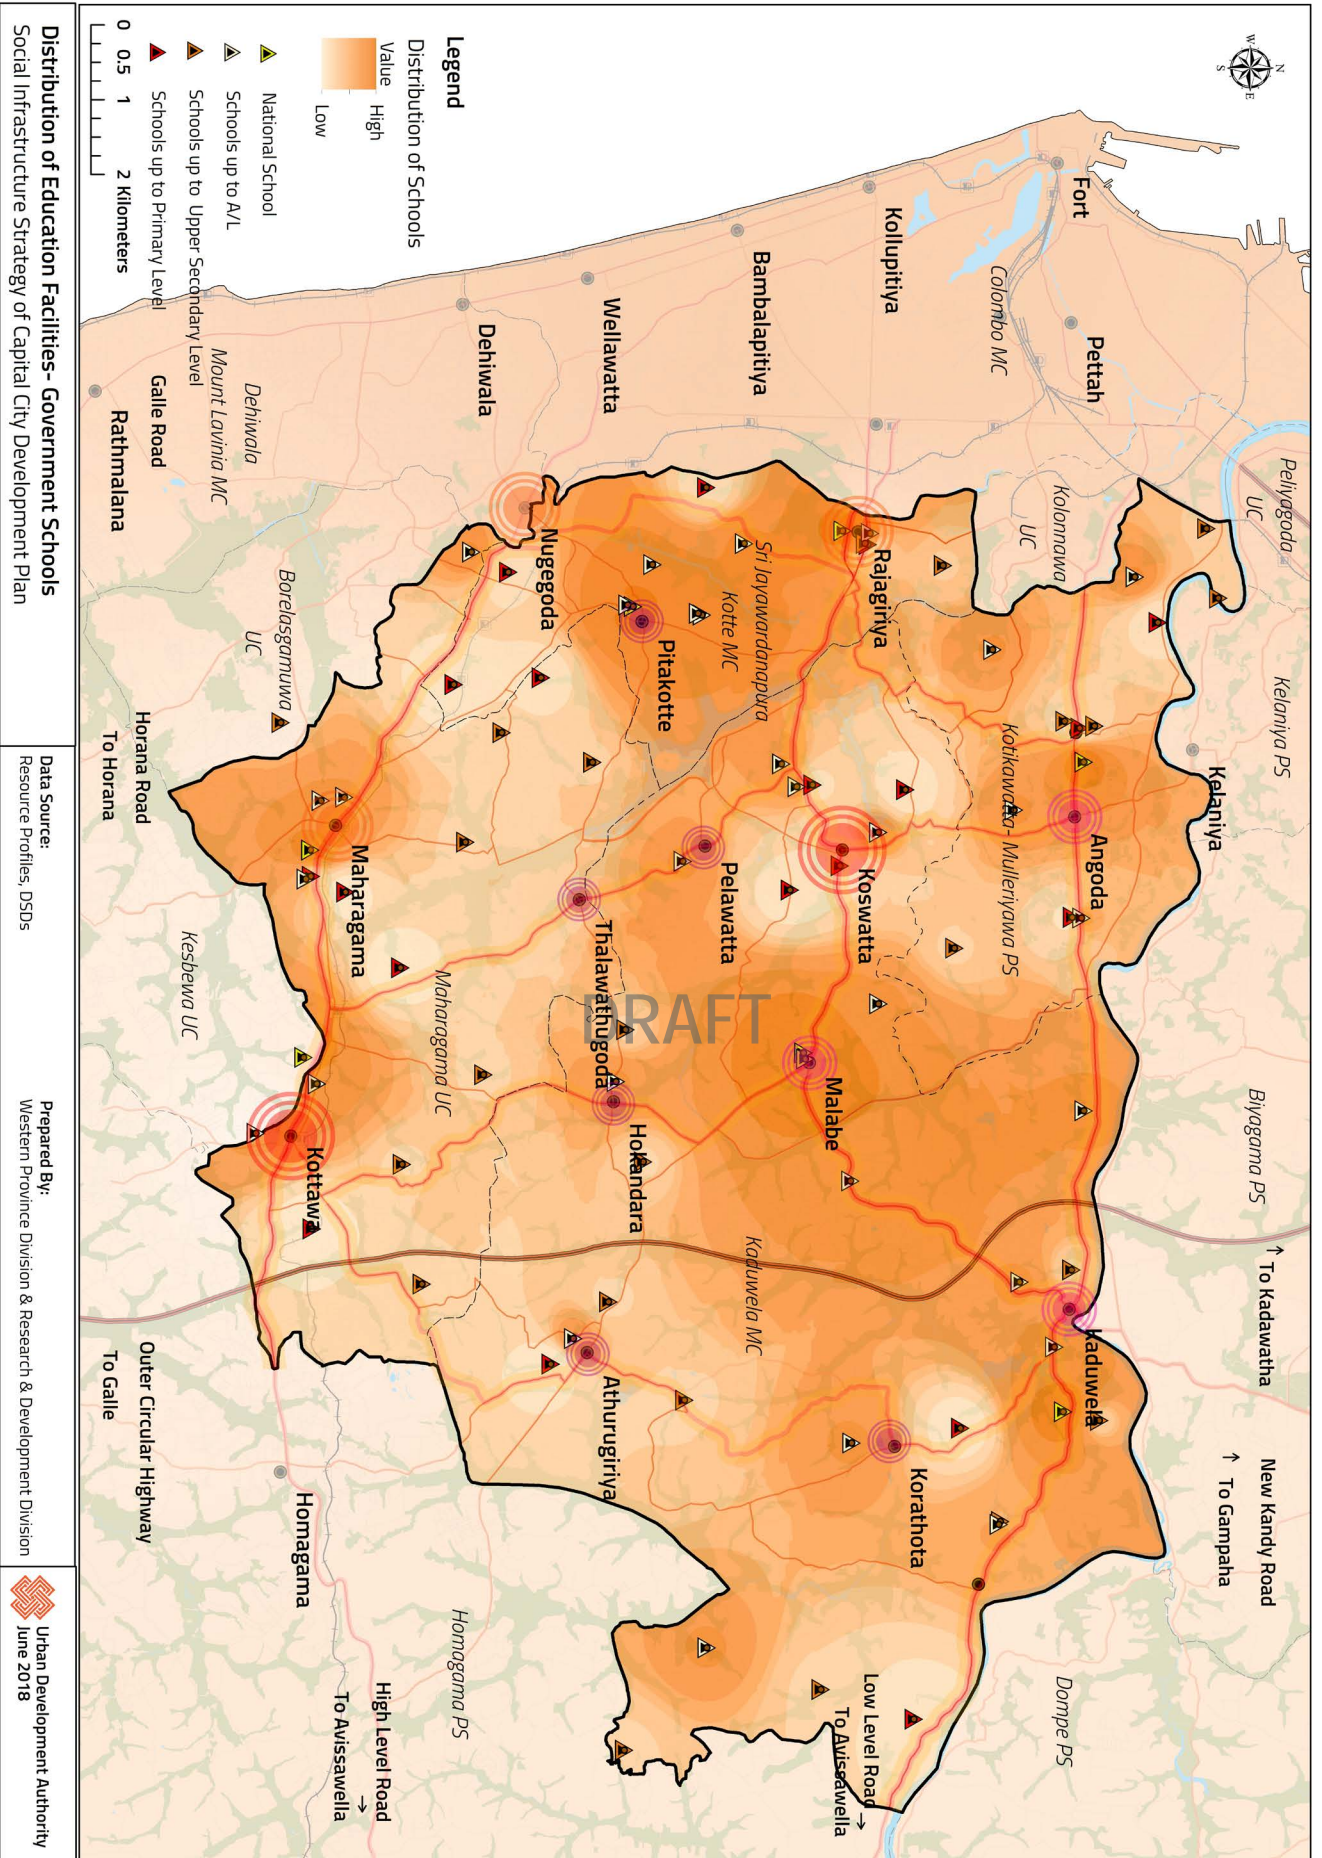 N
W
E
S
Fort
Pettah
Colombo MC
Kollupitiya
Bambalapitiya
Wellawatta
Dehiwala
Dehiwala
Mount Lavinia MC
Galle Road
Rathmalana
Peliyagoda
UC
Kolonnawa
UC
Kelaniya PS
Kelaniya
Rajgiriya
Sri Jayawardanapura
Kotte MC
Nugegoda
Pitakotte
Borelasgamuwa
UC
Horana Road
To Horana
Kotikawatta- Mulleriyawa PS
Angoda
Koswatta
Pelawatta
Thalawathugoda
Maharagama
Maharagama UC
Kesbewa UC
DRAFT
Malabe
Hokandara
Kottawa
Biyagama PS
Kaduwela MC
Kaduwela
↑ To Kadawatha
New Kandy Road
↑ To Gampaha
Athurugiriya
Korathota
Outer Circular Highway
To Galle
Homagama
Homagama PS
High Level Road
To Avissawella →
Low Level Road
To Avissawella →
Dompe PS
Legend
Distribution of Schools
Value
High
Low
National School
Schools up to A/L
Schools up to Upper Secondary Level
Schools up to Primary Level
0 0.5 1 2 Kilometers
Distribution of Education Facilities- Government Schools
Social Infrastructure Strategy of Capital City Development Plan
Data Source:
Resource Profiles, DSDs
Prepared By:
Western Province Division & Research & Development Division
Urban Development Authority
June 2018